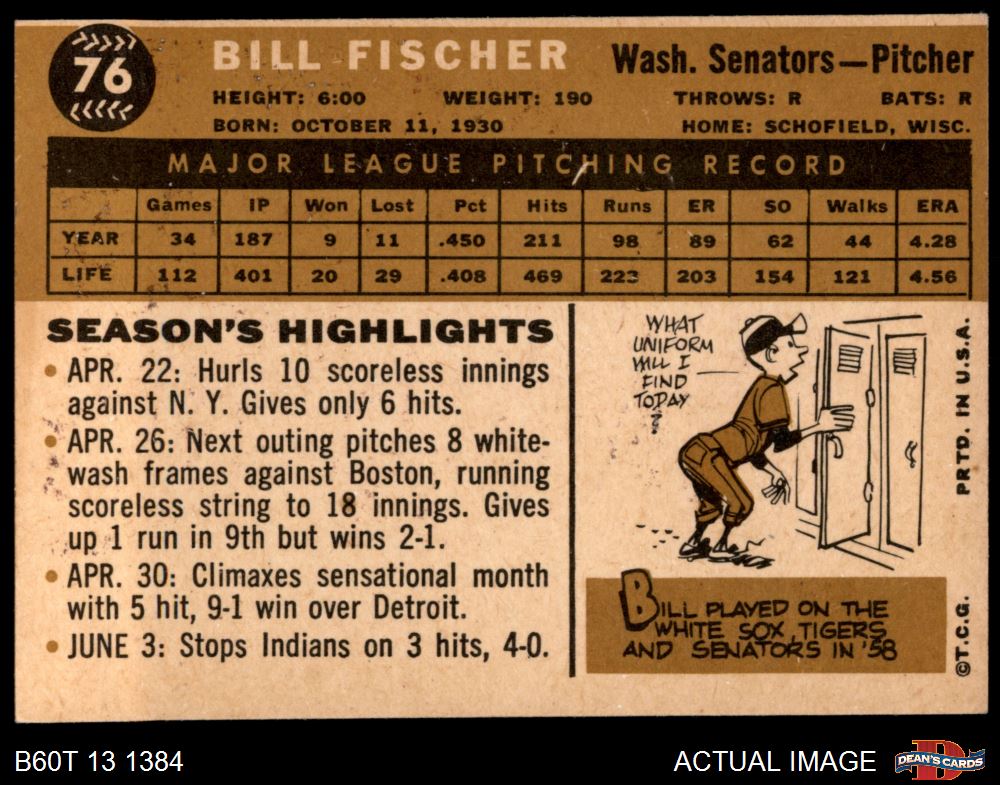 76
BILL FISCHER
Wash. Senators—Pitcher
HEIGHT: 6:00 WEIGHT: 190 THROWS: R BATS: R
BORN: OCTOBER 11, 1930 HOME: SCHOFIELD, WISC.
MAJOR LEAGUE PITCHING RECORD
Games IP Won Lost Pct Hits Runs ER SO Walks ERA
YEAR 34 187 9 11 .450 211 98 89 62 44 4.28
LIFE 112 401 20 29 .408 469 223 203 154 121 4.56
SEASON'S HIGHLIGHTS
• APR. 22: Hurls 10 scoreless innings
against N. Y. Gives only 6 hits.
• APR. 26: Next outing pitches 8 white-
wash frames against Boston, running
scoreless string to 18 innings. Gives
up 1 run in 9th but wins 2-1.
• APR. 30: Climaxes sensational month
with 5 hit, 9-1 win over Detroit.
• JUNE 3: Stops Indians on 3 hits, 4-0.
WHAT
UNIFORM
WILL I
FIND
TODAY
?
BILL PLAYED ON THE
WHITE SOX, TIGERS
AND SENATORS IN '58
©T.C.G. PRTD. IN U.S.A.
B60T 13 1384
ACTUAL IMAGE
DEAN'S CARDS